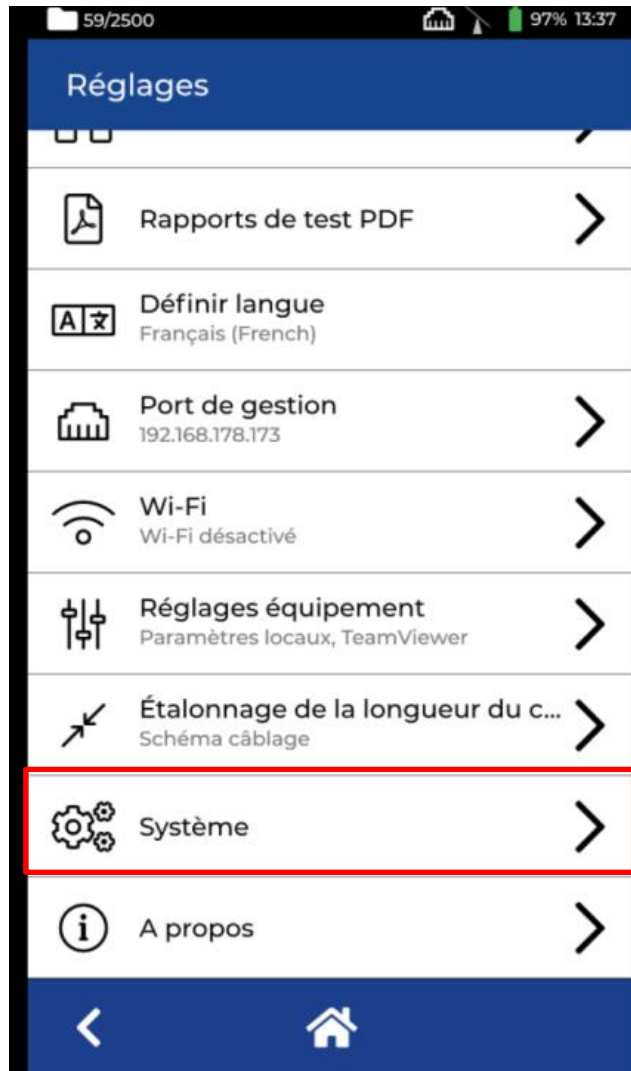 59/2500
97% 13:37
Réglages
Rapports de test PDF
A 文
Définir langue
Français (French)
Port de gestion
192.168.178.173
Wi-Fi
Wi-Fi désactivé
Réglages équipement
Paramètres locaux, TeamViewer
Étalonnage de la longueur du c...
Schéma câblage
Système
i
A propos